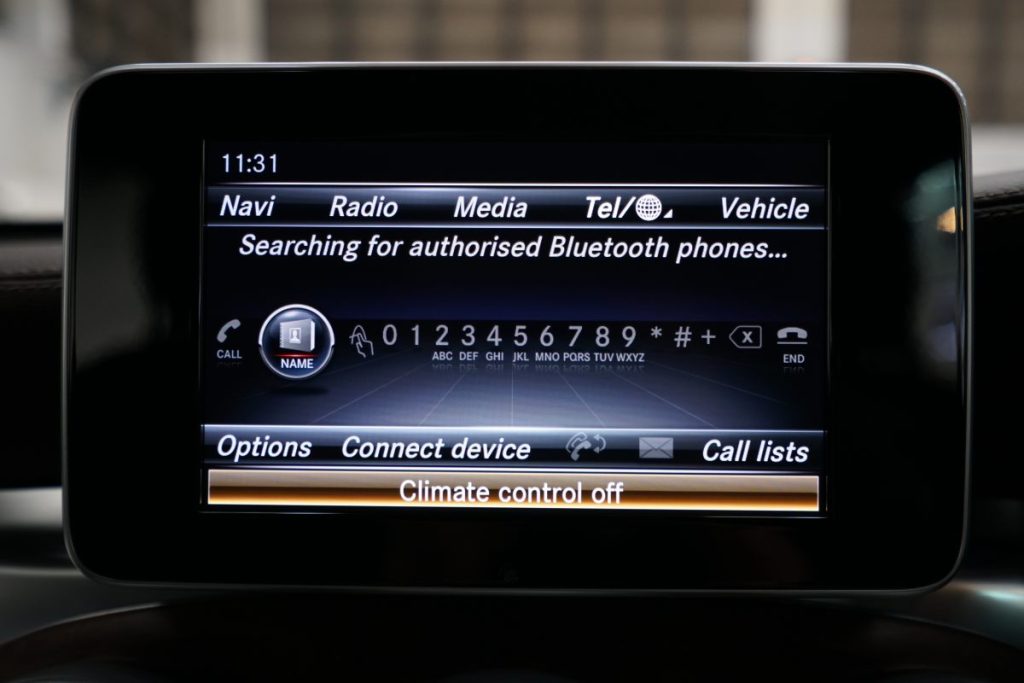 11:31
Navi Radio Media Tel/ Vehicle
Searching for authorised Bluetooth phones...
CALL NAME 0 1 2 3 4 5 6 7 8 9 * # + X END
ABC DEF GHI JKL MNO PQRS TUV WXYZ
Options Connect device Call lists
Climate control off